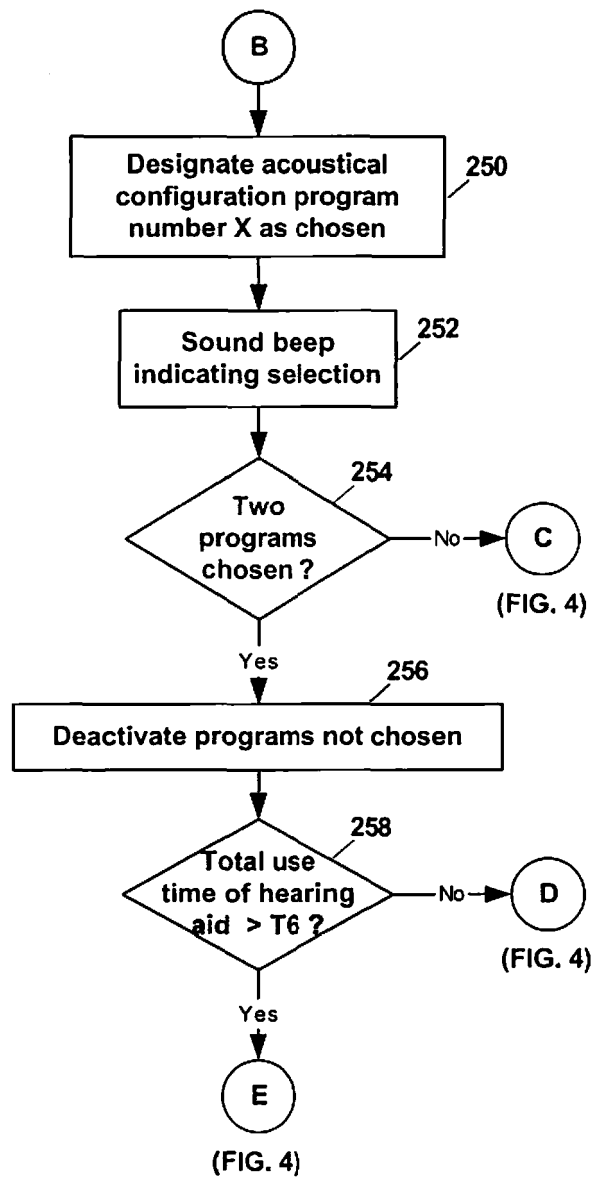 B
Designate acoustical
configuration program
number X as chosen
250
Sound beep
indicating selection
252
254
Two
programs
chosen ?
No
C
(FIG. 4)
Yes
256
Deactivate programs not chosen
258
Total use
time of hearing
aid > T6 ?
No
D
(FIG. 4)
Yes
E
(FIG. 4)